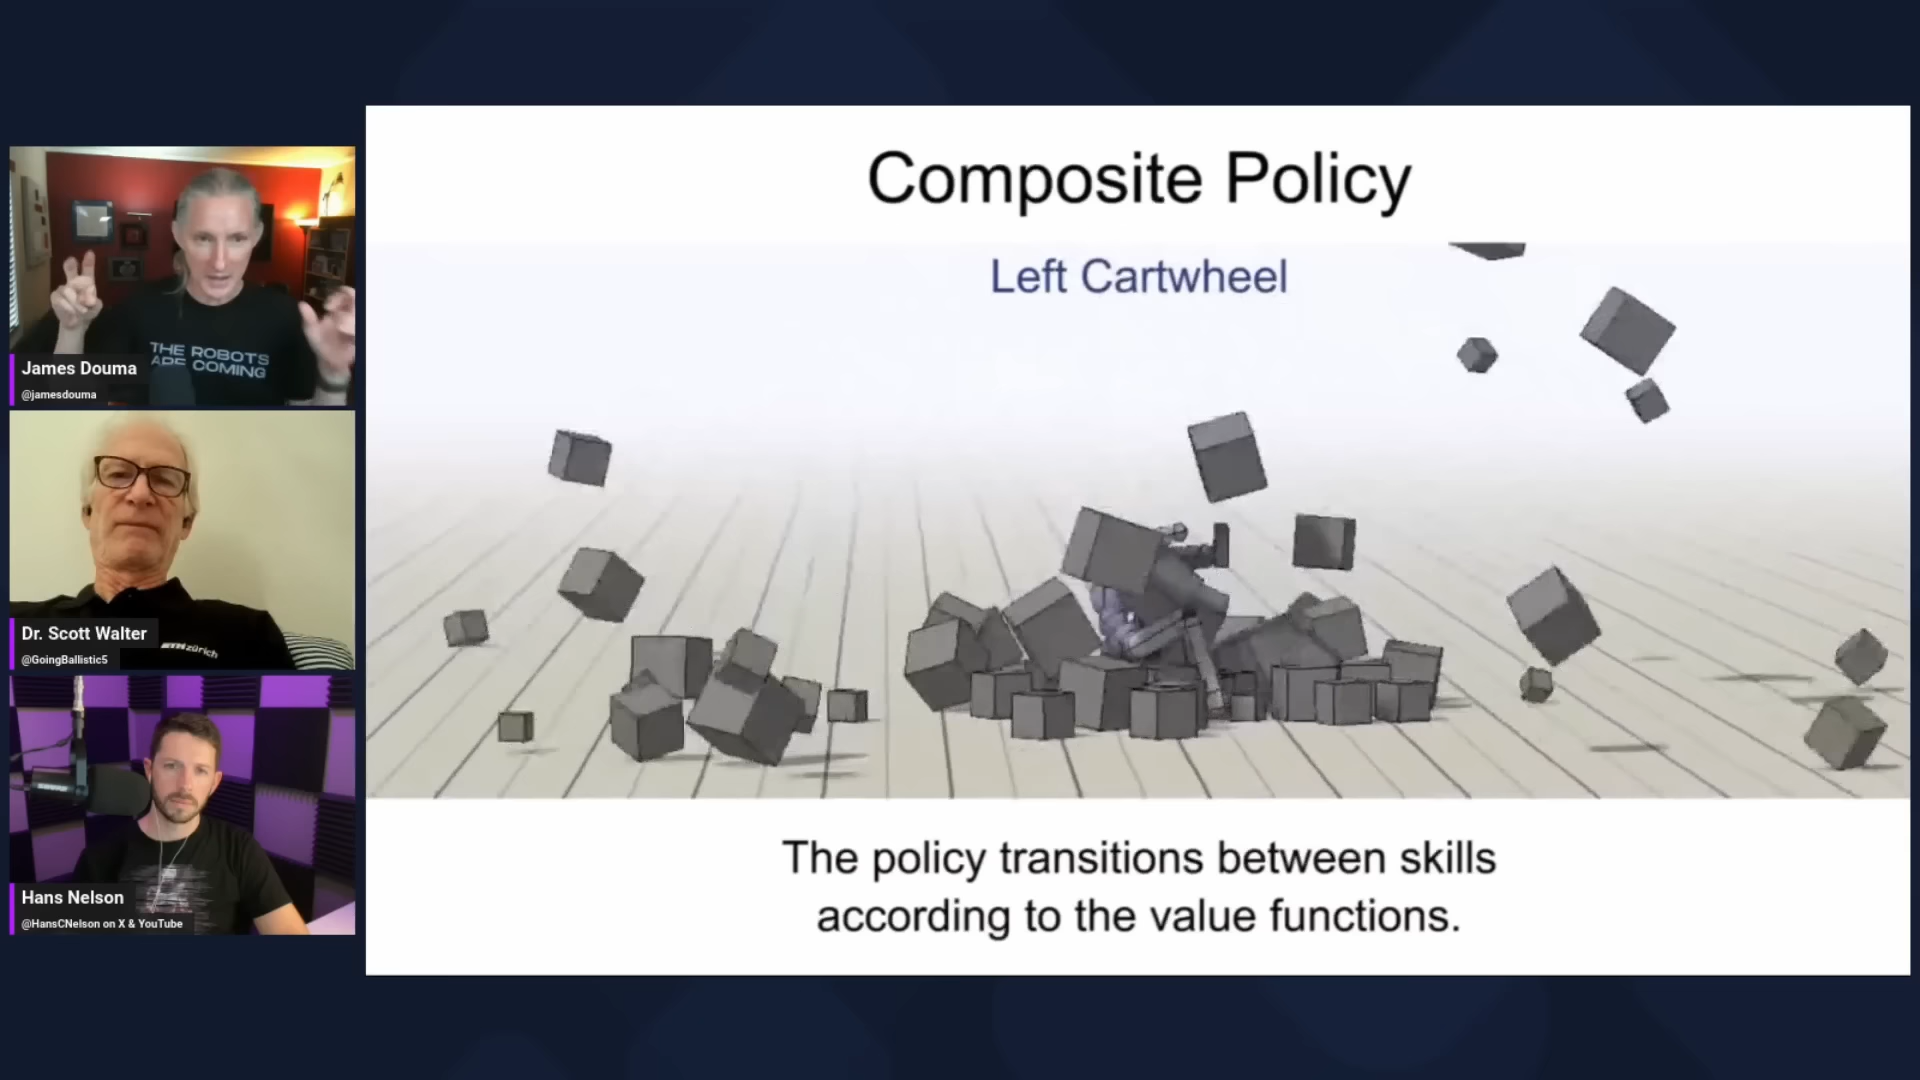 Composite Policy
Left Cartwheel
The policy transitions between skills
according to the value functions.
THE ROBOTS
ARE COMING
James Douma
@jamesdouma
zürich
Dr. Scott Walter
@GoingBallistic5
Hans Nelson
@HansCNelson on X & YouTube